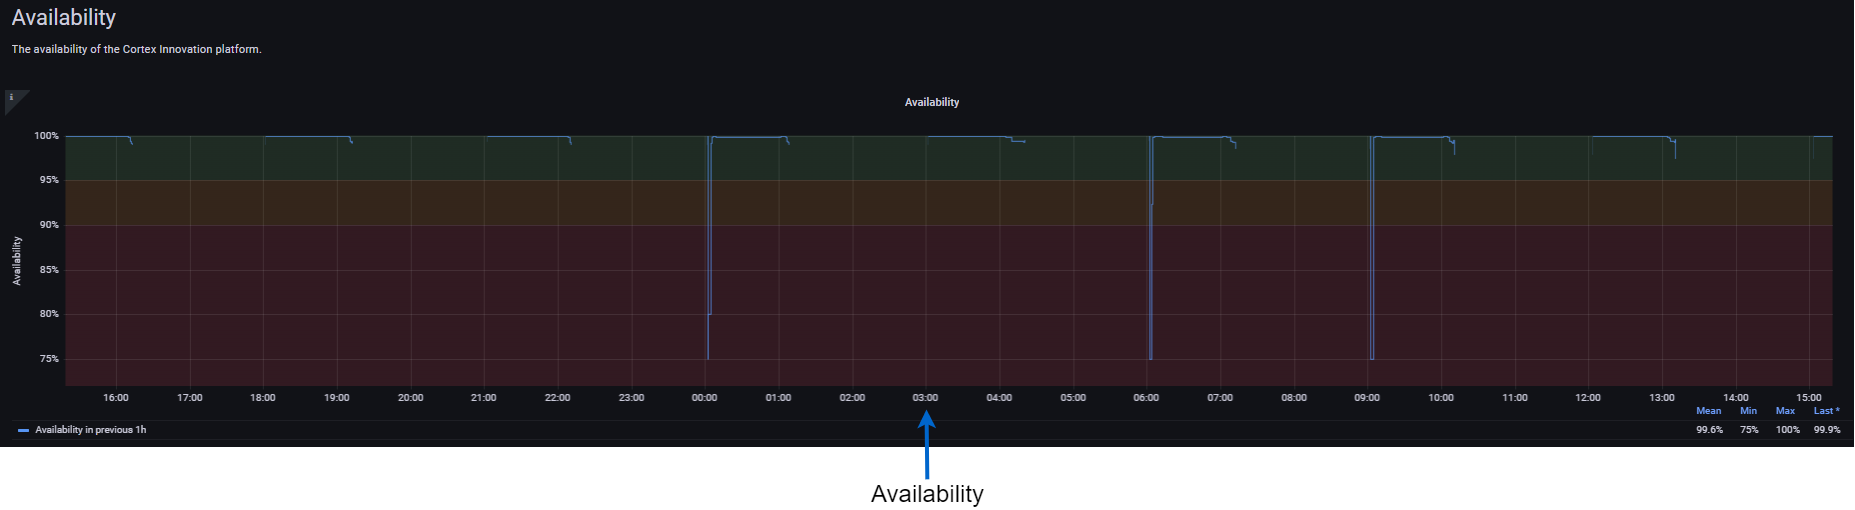 Availability
The availability of the Cortex Innovation platform.
i
Availability
100%
95%
90%
85%
80%
75%
Availability
16:00 17:00 18:00 19:00 20:00 21:00 22:00 23:00 00:00 01:00 02:00 03:00 04:00 05:00 06:00 07:00 08:00 09:00 10:00 11:00 12:00 13:00 14:00 15:00
Mean Min Max Last *
Availability in previous 1h 99.6% 75% 100% 99.9%
Availability